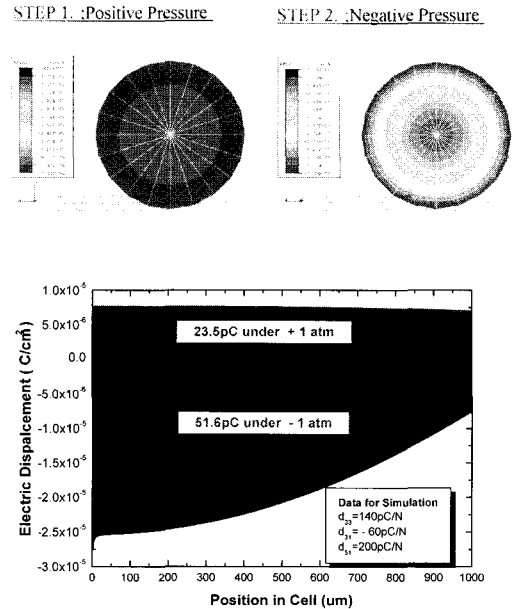 STEP 1. ;Positive Pressure
STEP 2. ;Negative Pressure
1.0x10⁻⁵
5.0x10⁻⁶
0.0
-5.0x10⁻⁶
-1.0x10⁻⁵
-1.5x10⁻⁵
-2.0x10⁻⁵
-2.5x10⁻⁵
-3.0x10⁻⁵
Electric Dispalcement ( C/cm²)
23.5pC under + 1 atm
51.6pC under - 1 atm
Data for Simulation
d₃₃=140pC/N
d₃₁= - 60pC/N
d₅₁=200pC/N
0 100 200 300 400 500 600 700 800 900 1000
Position in Cell (um)